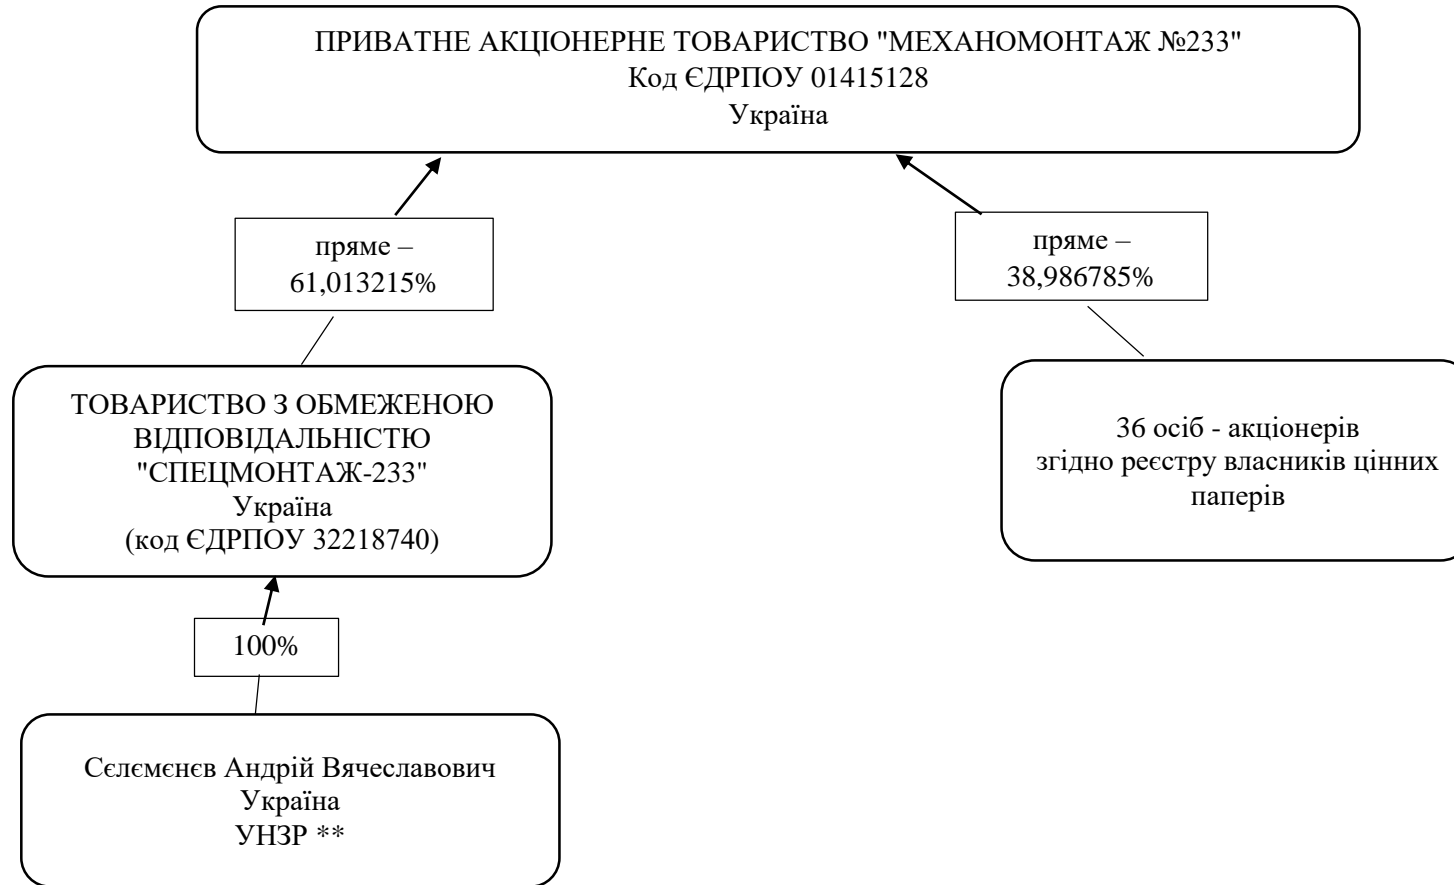 ПРИВАТНЕ АКЦІОНЕРНЕ ТОВАРИСТВО "МЕХАНОМОНТАЖ №233"
Код ЄДРПОУ 01415128
Україна
пряме –
61,013215%
пряме –
38,986785%
ТОВАРИСТВО З ОБМЕЖЕНОЮ
ВІДПОВІДАЛЬНІСТЮ
"СПЕЦМОНТАЖ-233"
Україна
(код ЄДРПОУ 32218740)
36 осіб - акціонерів
згідно реєстру власників цінних
паперів
100%
Сєлємєнєв Андрій Вячеславович
Україна
УНЗР **